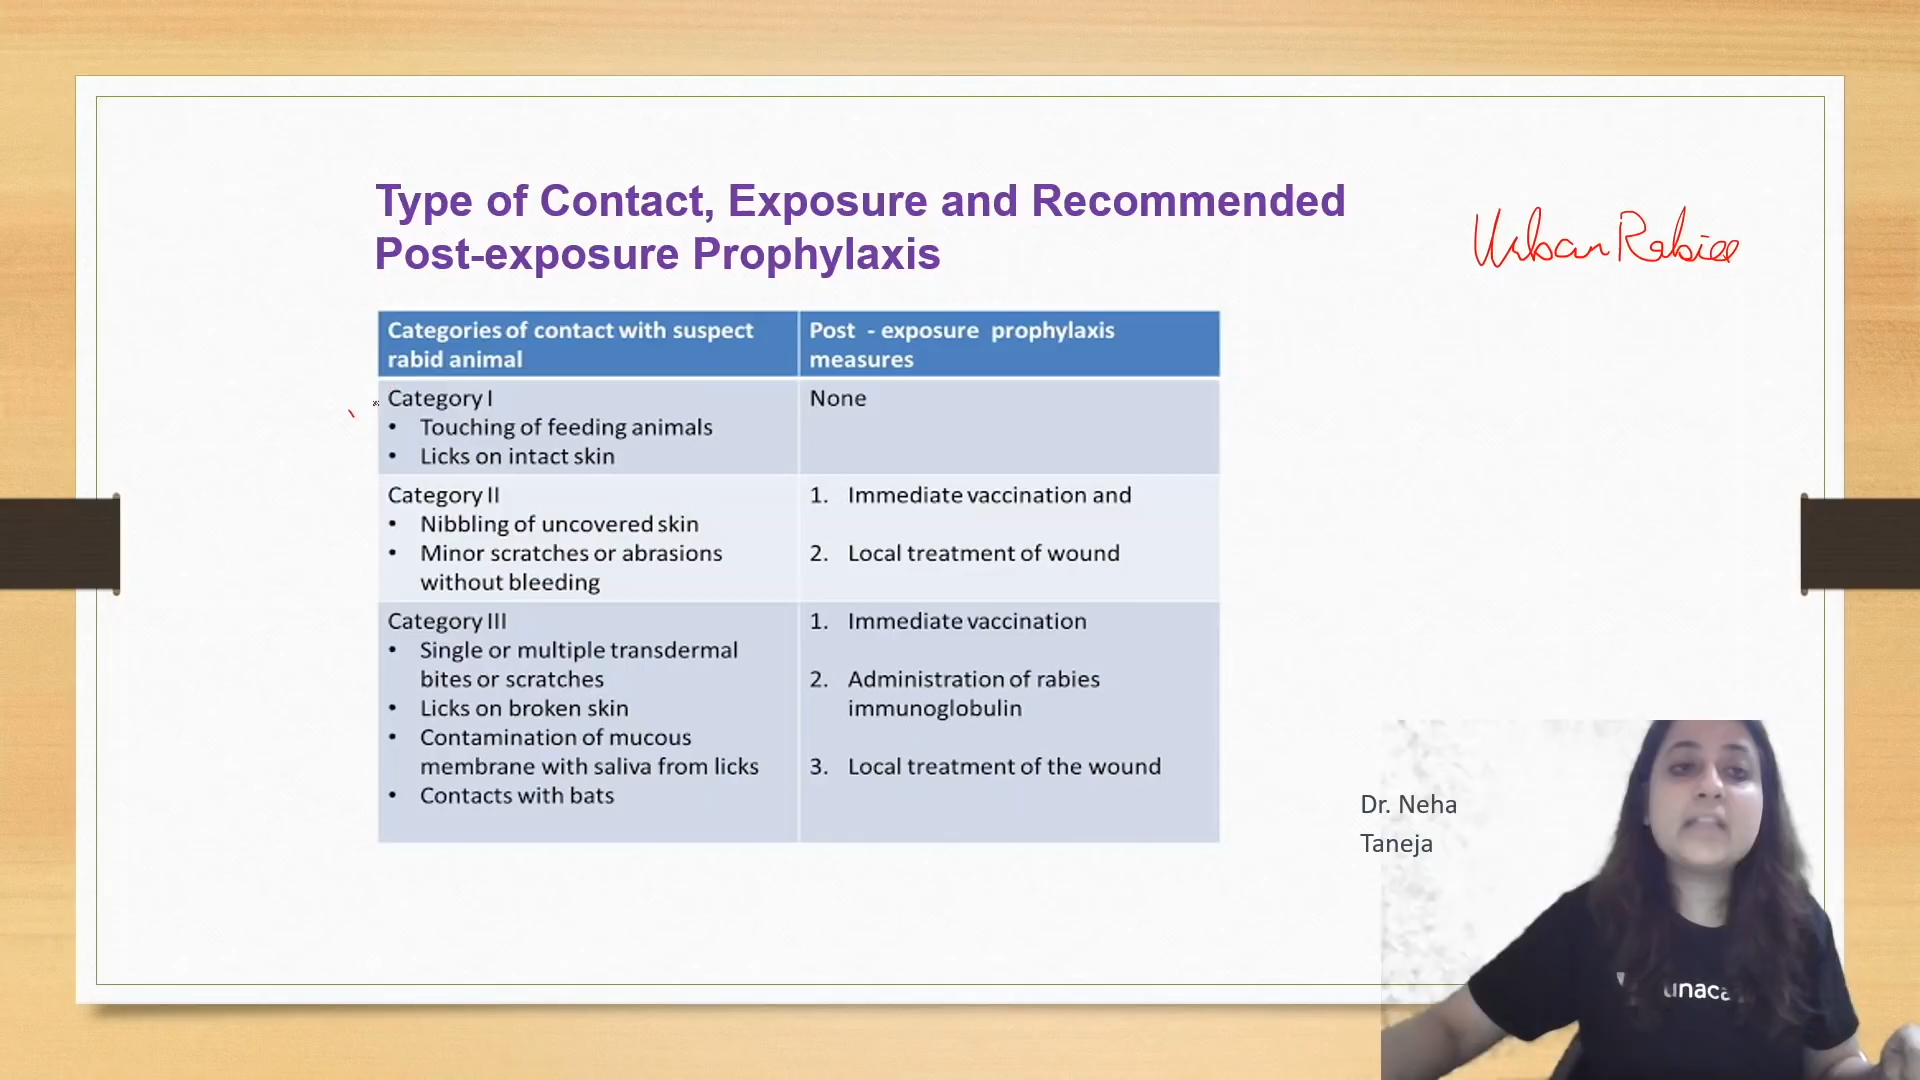 Type of Contact, Exposure and Recommended
Post-exposure Prophylaxis
Urban Rabies
Categories of contact with suspect
rabid animal
Post - exposure prophylaxis
measures
Category I
• Touching of feeding animals
• Licks on intact skin
None
Category II
• Nibbling of uncovered skin
• Minor scratches or abrasions
without bleeding
1. Immediate vaccination and
2. Local treatment of wound
Category III
• Single or multiple transdermal
bites or scratches
• Licks on broken skin
• Contamination of mucous
membrane with saliva from licks
• Contacts with bats
1. Immediate vaccination
2. Administration of rabies
immunoglobulin
3. Local treatment of the wound
Dr. Neha
Taneja
unaca